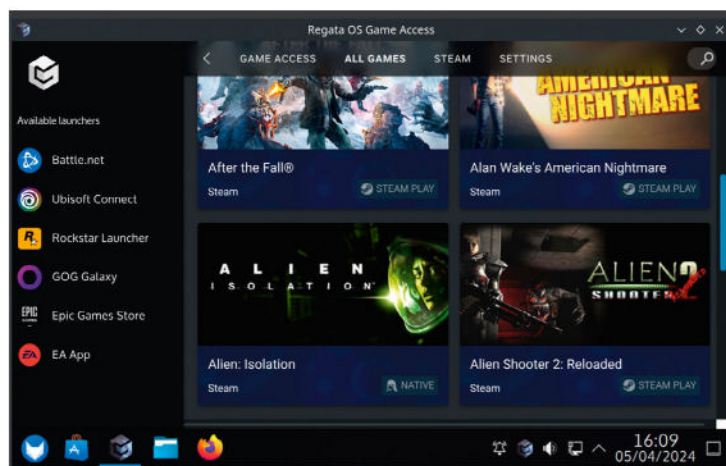 Regata OS Game Access
GAME ACCESS ALL GAMES STEAM SETTINGS
Available launchers
Battle.net
Ubisoft Connect
Rockstar Launcher
GOG Galaxy
EPIC
Epic Games Store
EA
EA App
AMERICAN
NIGHTMARE
After the Fall®
Steam
STEAM PLAY
Alan Wake's American Nightmare
Steam
STEAM PLAY
ALIEN
ISOLATION
Alien: Isolation
Steam
NATIVE
ALIEN
SHOOTER 2
Alien Shooter 2: Reloaded
Steam
STEAM PLAY
16:09
05/04/2024